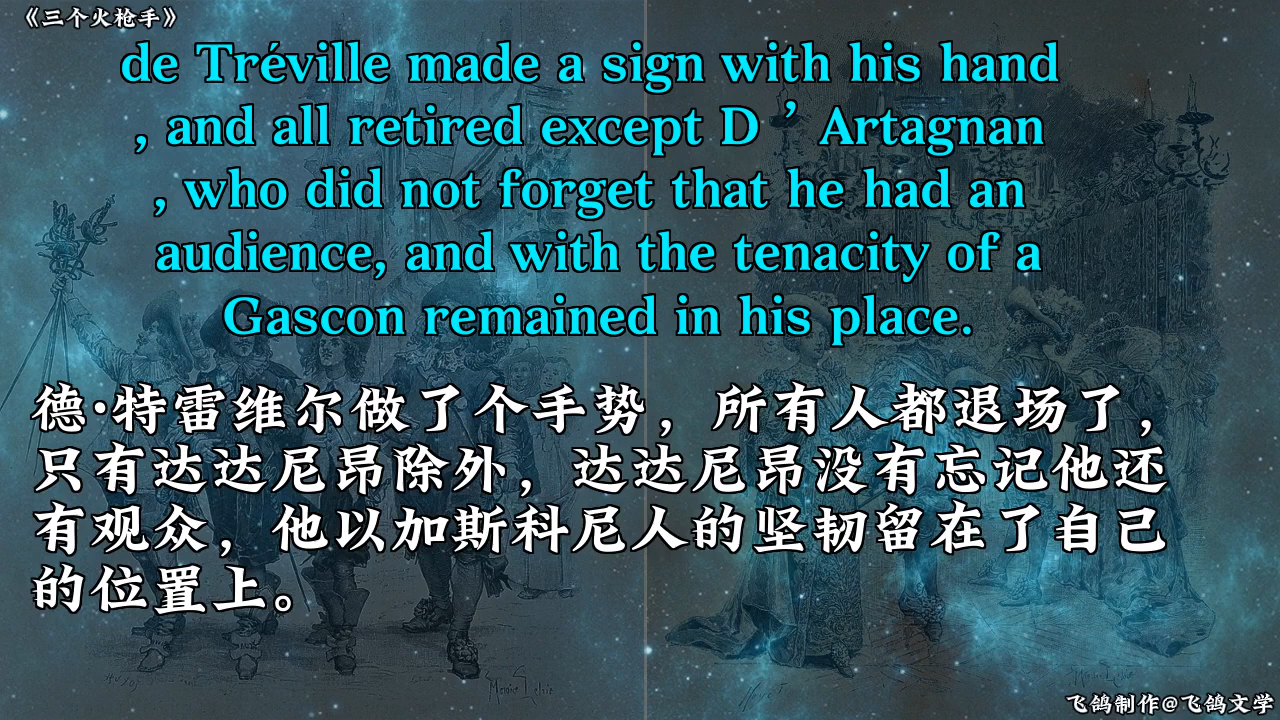 《三个火枪手》
de Tréville made a sign with his hand
, and all retired except D ’ Artagnan
, who did not forget that he had an
audience, and with the tenacity of a
Gascon remained in his place.
德·特雷维尔做了个手势，所有人都退场了，
只有达达尼昂除外，达达尼昂没有忘记他还
有观众，他以加斯科尼人的坚韧留在了自己
的位置上。
飞鸽制作@飞鸽文学